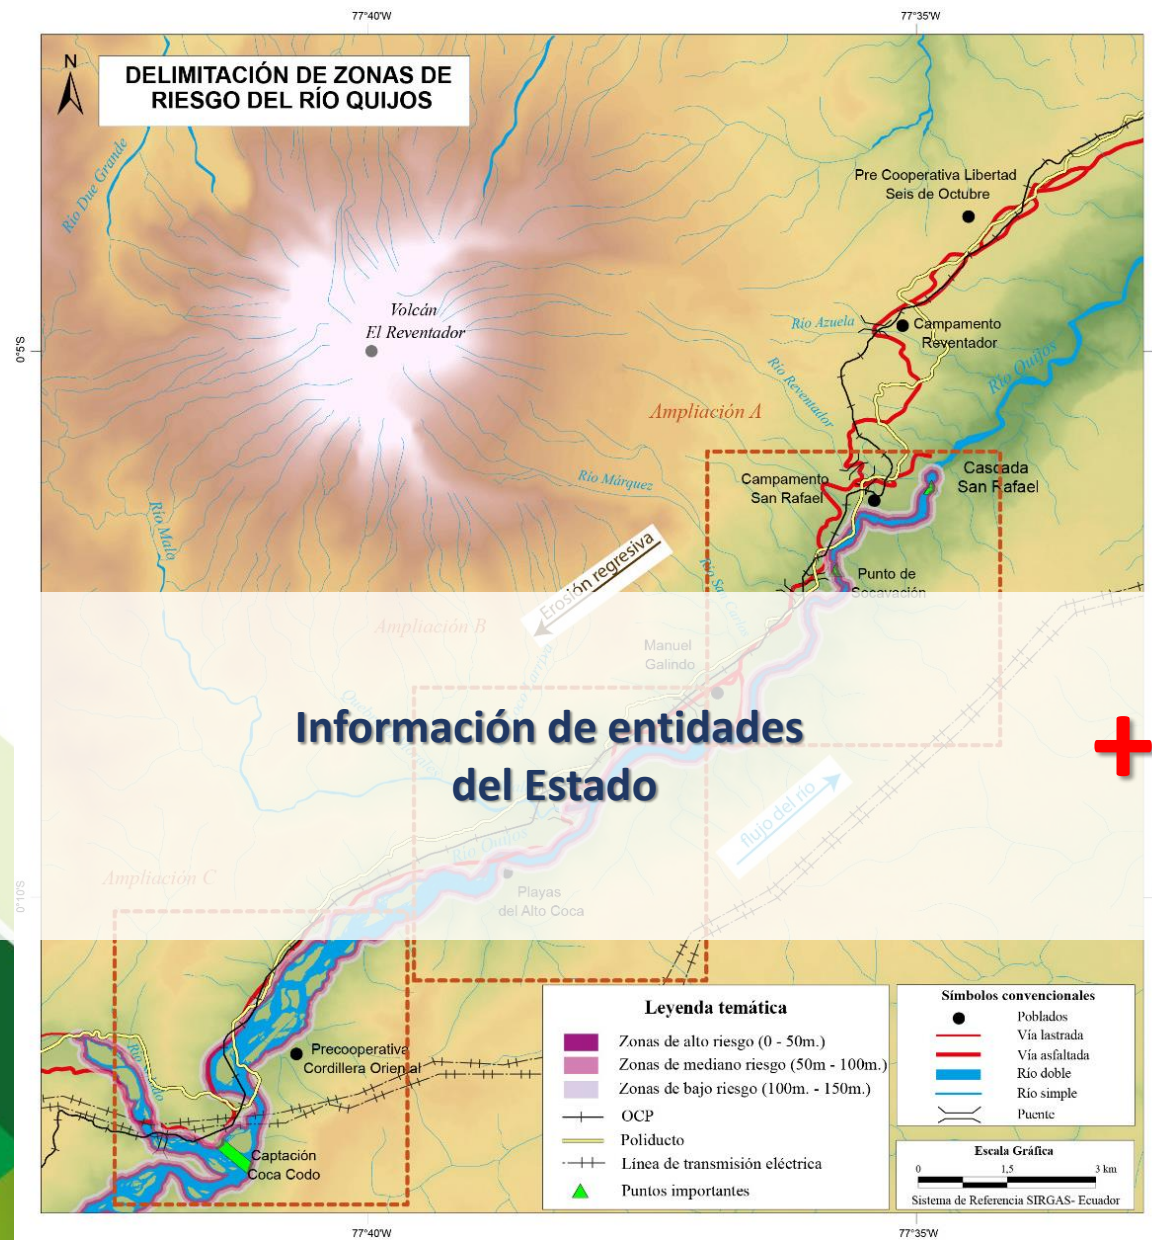 77°40'W
77°35'W
N
DELIMITACIÓN DE ZONAS DE
RIESGO DEL RÍO QUIJOS
Río Due Grande
Pre Cooperativa Libertad
Seis de Octubre
Volcán
El Reventador
0°5'S
Río Azuela
Campamento
Reventador
Río Quijos
Río Reventador
Ampliación A
Río Márquez
Campamento
San Rafael
Cascada
San Rafael
Río Malo
Erosión regresiva
Punto de
Socavación
Ampliación B
Manuel
Galindo
Información de entidades
del Estado
+
flujo del río
Río Quijos
Ampliación C
0°10'S
Playas
del Alto Coca
Precooperativa
Cordillera Oriental
Captación
Coca Codo
Leyenda temática
Zonas de alto riesgo (0 - 50m.)
Zonas de mediano riesgo (50m - 100m.)
Zonas de bajo riesgo (100m. - 150m.)
OCP
Poliducto
Línea de transmisión eléctrica
Puntos importantes
Símbolos convencionales
Poblados
Vía lastrada
Vía asfaltada
Río doble
Río simple
Puente
Escala Gráfica
0 1,5 3 km
Sistema de Referencia SIRGAS- Ecuador
77°40'W
77°35'W